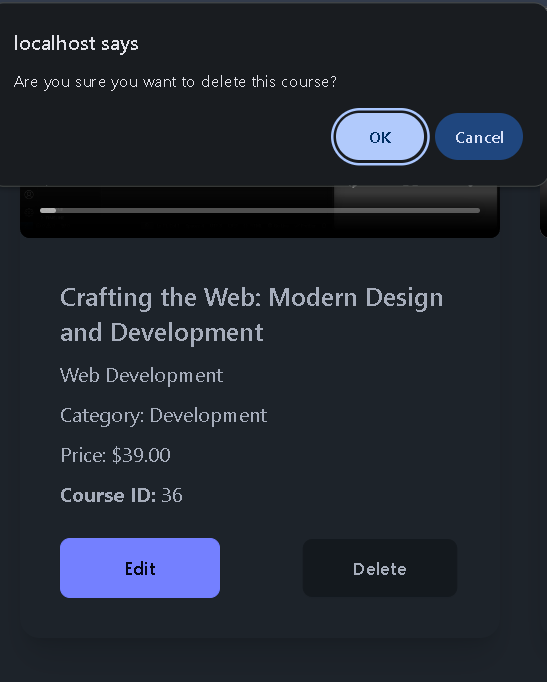 localhost says
Are you sure you want to delete this course?
OK
Cancel
Crafting the Web: Modern Design
and Development
Web Development
Category: Development
Price: $39.00
Course ID: 36
Edit
Delete